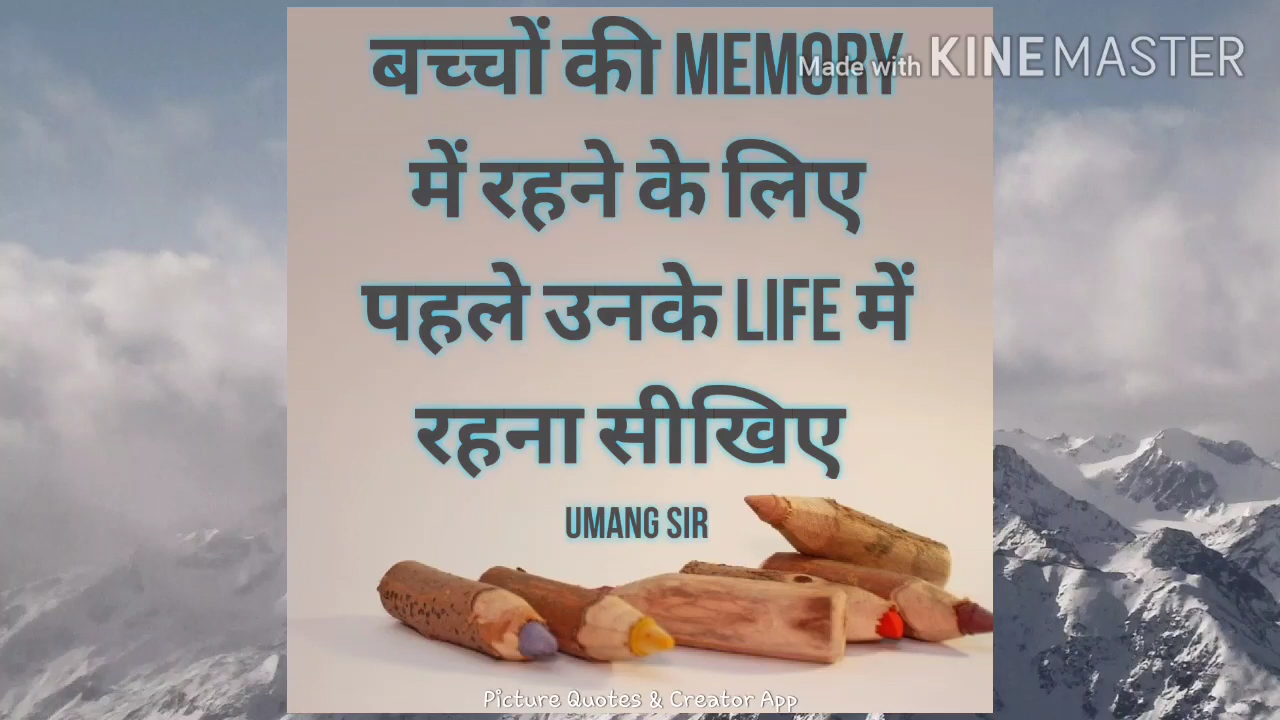 बच्चों की MEMORY
Made with KINEMASTER
में रहने के लिए
पहले उनके LIFE में
रहना सीखिए
UMANG SIR
Picture Quotes & Creator App